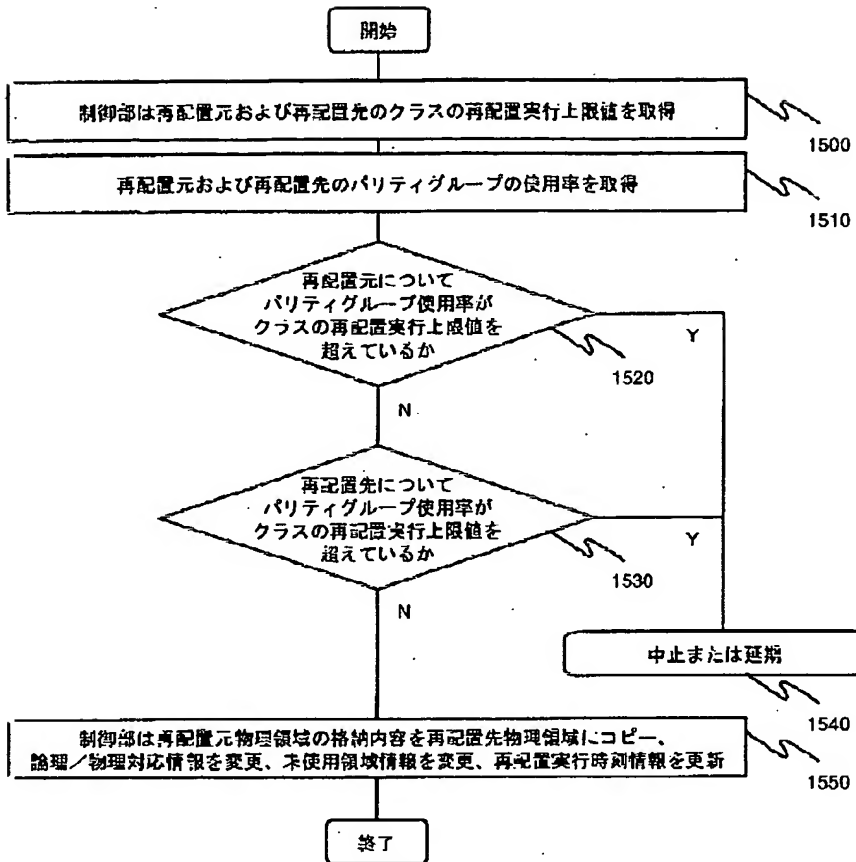 開始
制御部は再配置元および再配置先のクラスの再配置実行上限値を取得
1500
再配置元および再配置先のパリティグループの使用率を取得
1510
再配置元について
パリティグループ使用率が
クラスの再配置実行上限値を
超えているか
Y
1520
N
再配置先について
パリティグループ使用率が
クラスの再配置実行上限値を
超えているか
Y
1530
N
中止または延期
1540
制御部は再配置元物理領域の格納内容を再配置先物理領域にコピー、
論理／物理対応情報を変更、未使用領域情報を変更、再配置実行時刻情報を更新
1550
終了